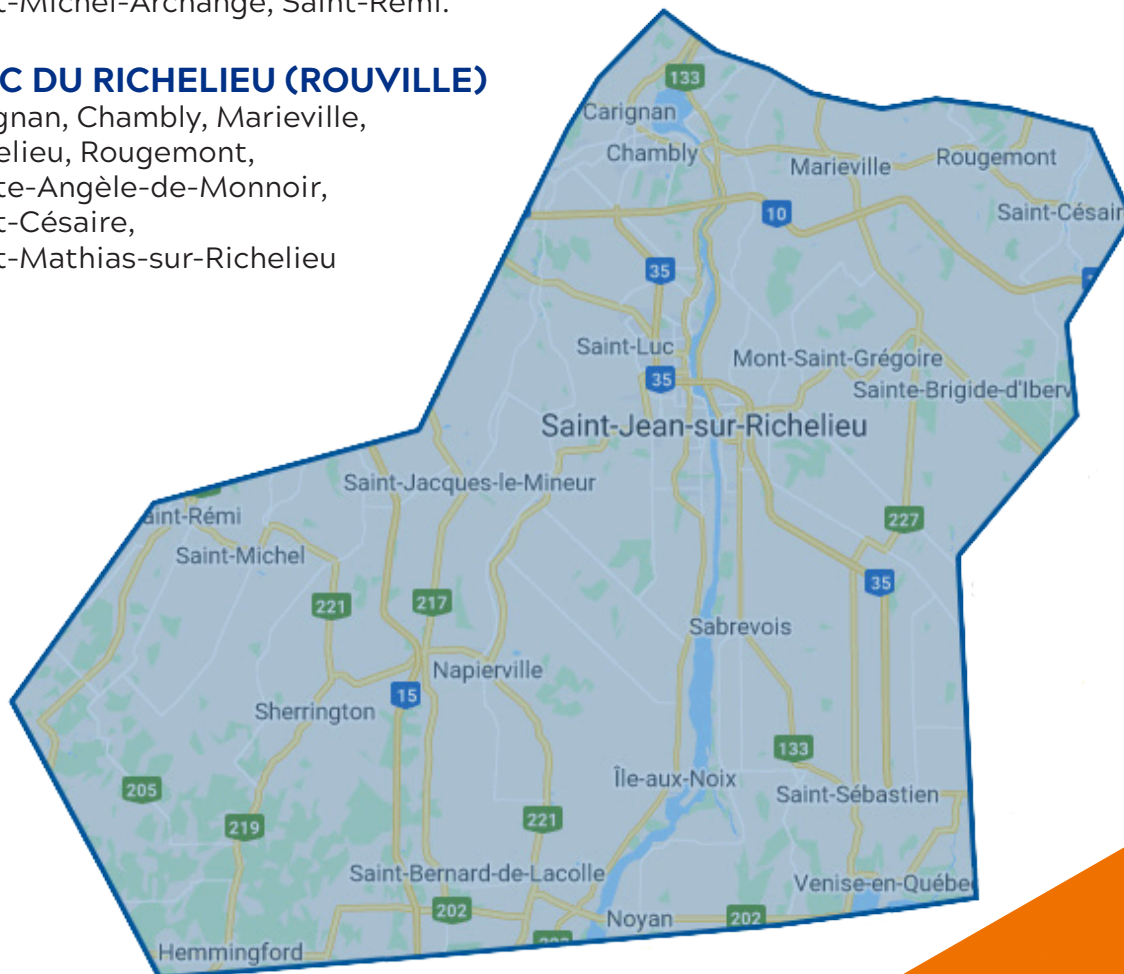 t-Michel-Archange, Saint-Rémi.
C DU RICHELIEU (ROUVILLE)
gnan, Chambly, Marieville,
elieu, Rougemont,
te-Angèle-de-Monnoir,
t-Césaire,
t-Mathias-sur-Richelieu
133
Carignan
Chambly
Marieville
Rougemont
Saint-Césair
10
35
Saint-Luc
Mont-Saint-Grégoire
35
Sainte-Brigide-d'Iberv
Saint-Jean-sur-Richelieu
Saint-Jacques-le-Mineur
aint-Rémi
227
Saint-Michel
35
221
217
Sabrevois
Napierville
15
Sherrington
133
Île-aux-Noix
205
Saint-Sébastien
221
219
Saint-Bernard-de-Lacolle
Venise-en-Québe
202
Noyan
202
Hemmingford